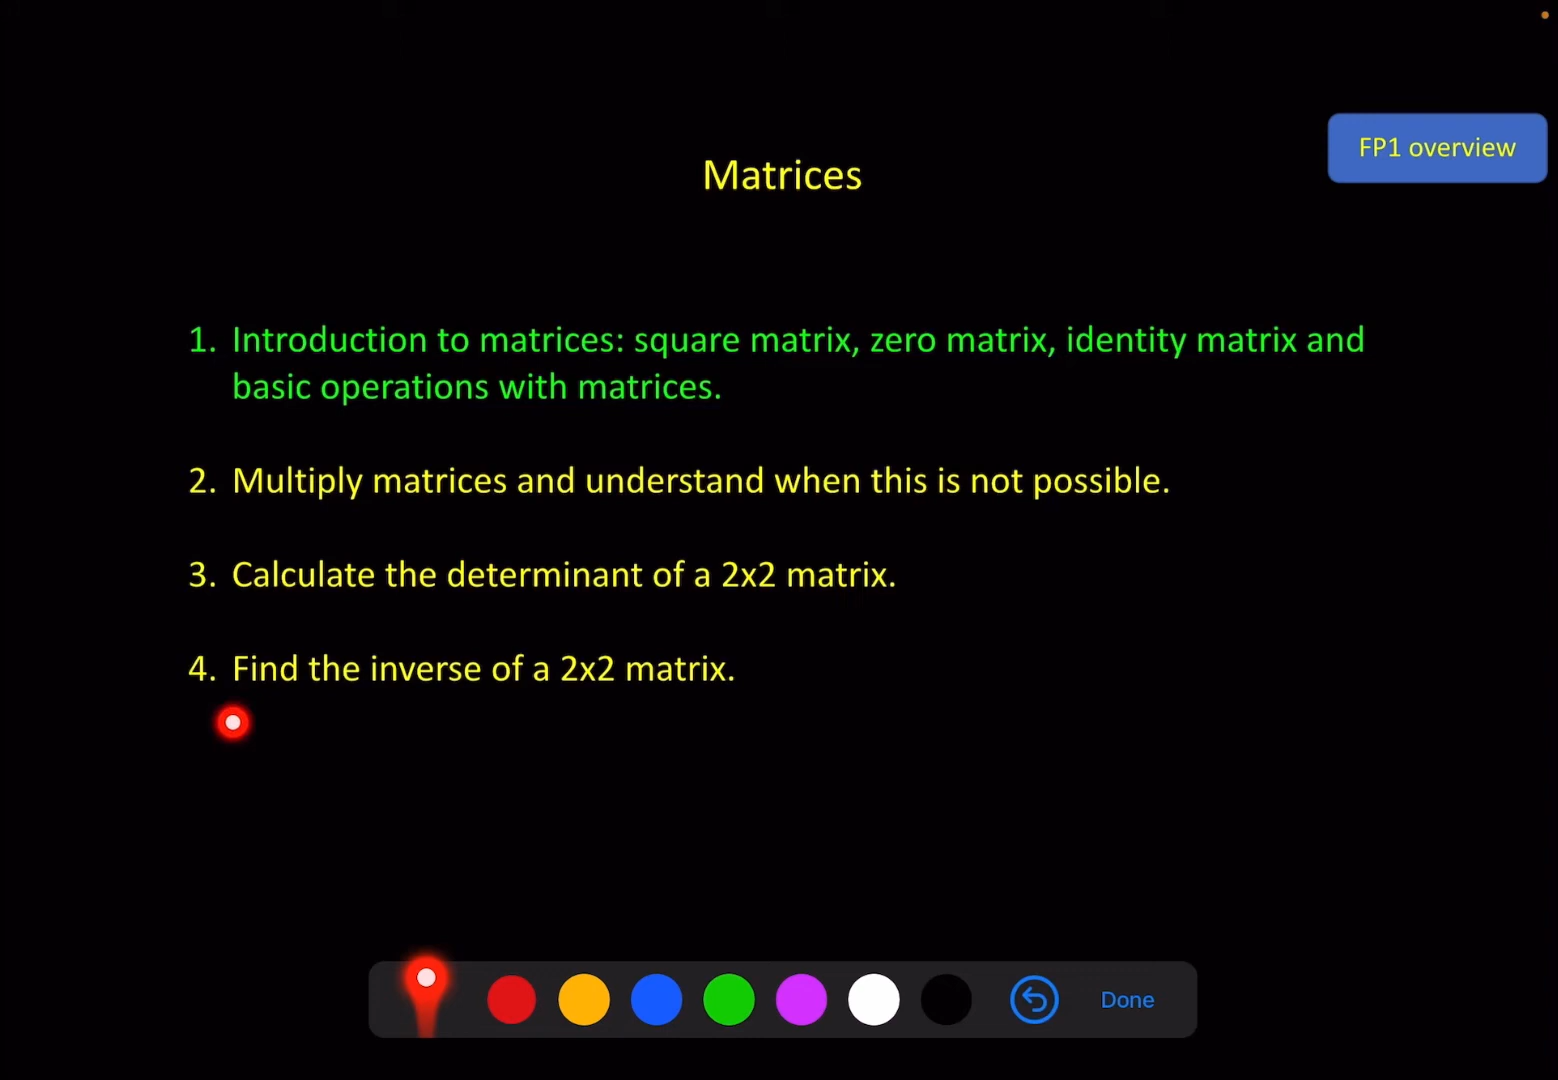 FP1 overview
Matrices
1. Introduction to matrices: square matrix, zero matrix, identity matrix and
basic operations with matrices.
2. Multiply matrices and understand when this is not possible.
3. Calculate the determinant of a 2x2 matrix.
4. Find the inverse of a 2x2 matrix.
Done